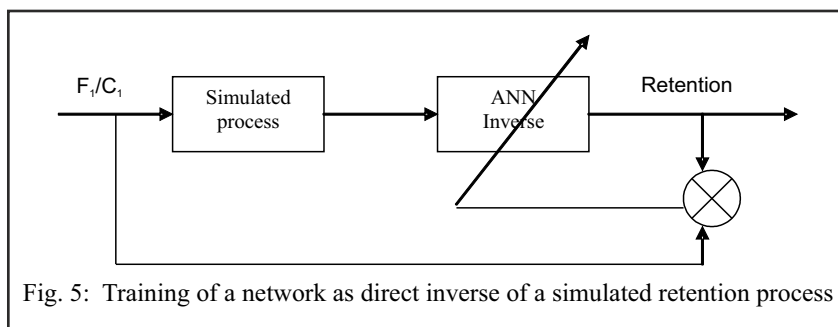 F₁/C₁
Simulated
process
ANN
Inverse
Retention
Fig. 5: Training of a network as direct inverse of a simulated retention process